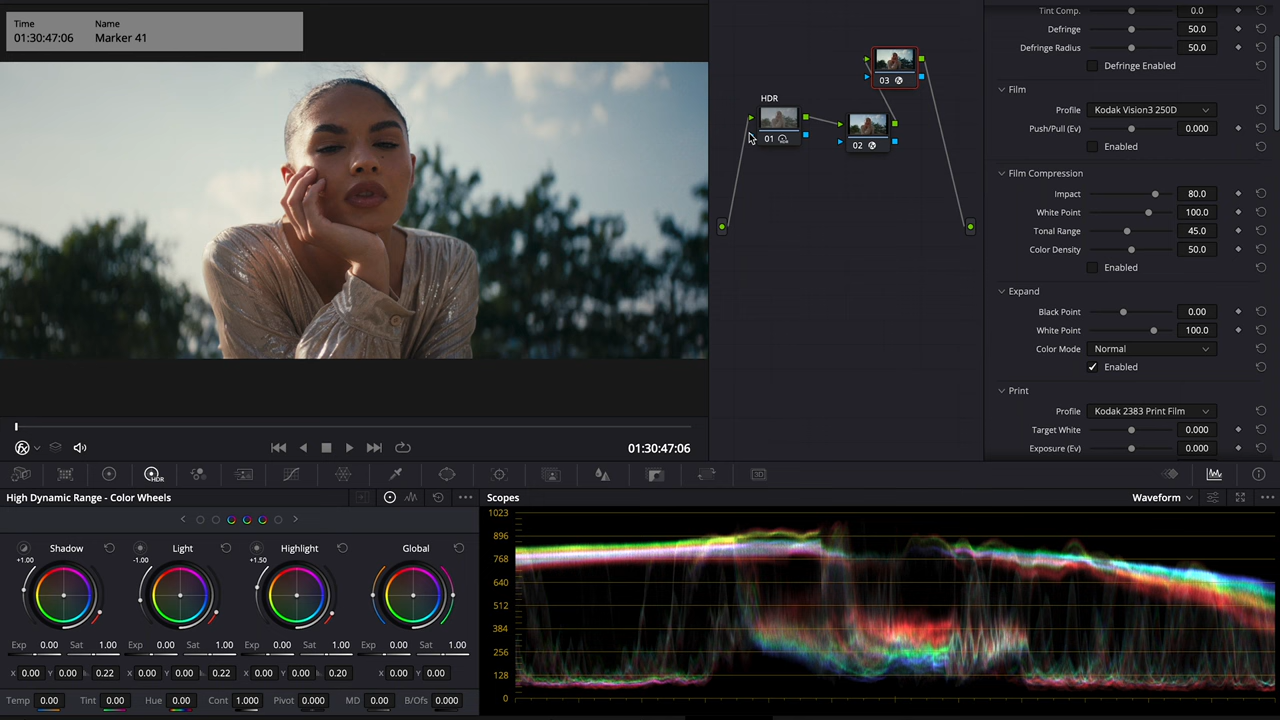 Time
Name
01:30:47:06
Marker 41
01:30:47:06
HDR
01
02
03
Tint Comp.
0.0
Defringe
50.0
Defringe Radius
50.0
Defringe Enabled
Film
Profile
Kodak Vision3 250D
Push/Pull (Ev)
0.000
Enabled
Film Compression
Impact
80.0
White Point
100.0
Tonal Range
45.0
Color Density
50.0
Enabled
Expand
Black Point
0.00
White Point
100.0
Color Mode
Normal
Enabled
Print
Profile
Kodak 2383 Print Film
Target White
0.000
Exposure (Ev)
0.000
HDR
3D
High Dynamic Range - Color Wheels
Shadow
Light
Highlight
Global
+1.00
-1.00
+1.50
Exp 0.00 Sat 1.00
Exp 0.00 Sat 1.00
Exp 0.00 Sat 1.00
Exp 0.00 Sat 1.00
X 0.00 Y 0.00 L 0.22
X 0.00 Y 0.00 L 0.22
X 0.00 Y 0.00 L 0.20
X 0.00 Y 0.00
Temp 0.00 Tint 0.00 Hue 0.00 Cont 1.000 Pivot 0.000 MD 0.00 B/Ofs 0.000
Scopes
Waveform
1023
896
768
640
512
384
256
128
0